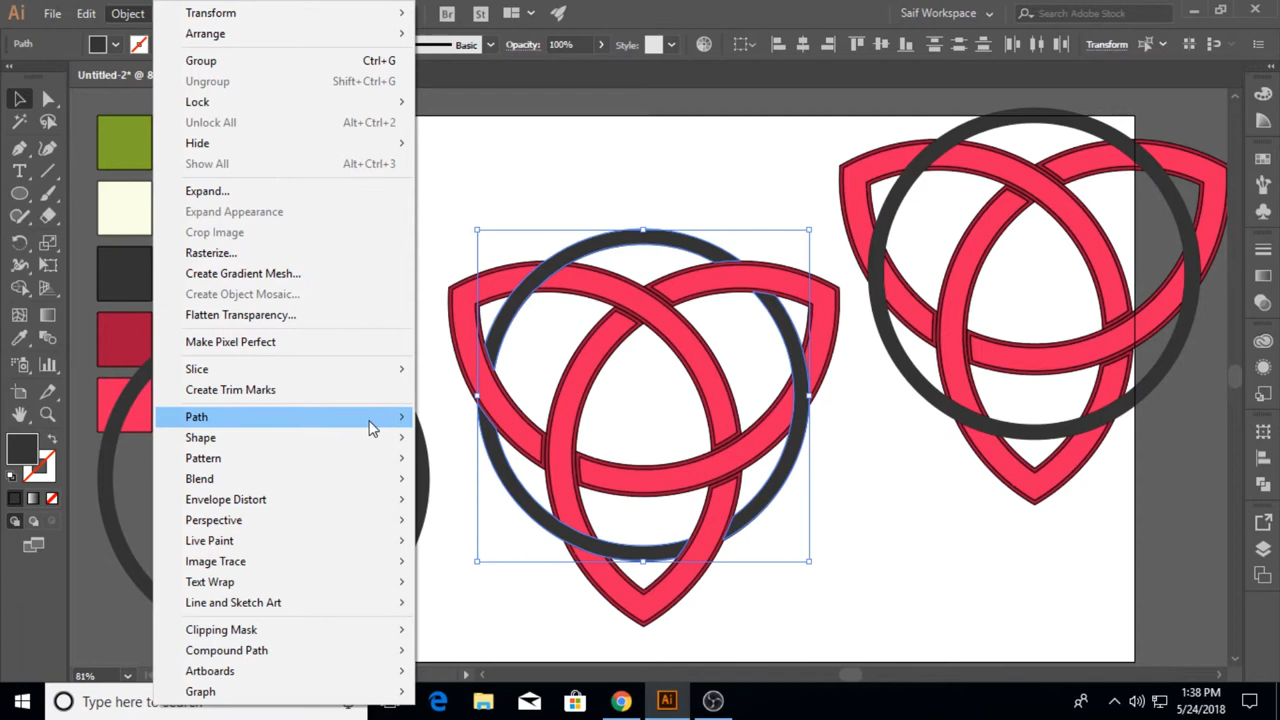 Ai File Edit Object Br St Saif Workspace Search Adobe Stock
Path Basic Opacity: 100% Style: Transform
Untitled-2* @ 8
Transform
Arrange
Group Ctrl+G
Ungroup Shift+Ctrl+G
Lock
Unlock All Alt+Ctrl+2
Hide
Show All Alt+Ctrl+3
Expand...
Expand Appearance
Crop Image
Rasterize...
Create Gradient Mesh...
Create Object Mosaic...
Flatten Transparency...
Make Pixel Perfect
Slice
Create Trim Marks
Path
Shape
Pattern
Blend
Envelope Distort
Perspective
Live Paint
Image Trace
Text Wrap
Line and Sketch Art
Clipping Mask
Compound Path
Artboards
Graph
81%
Type here to search
Ai
1:38 PM
5/24/2018